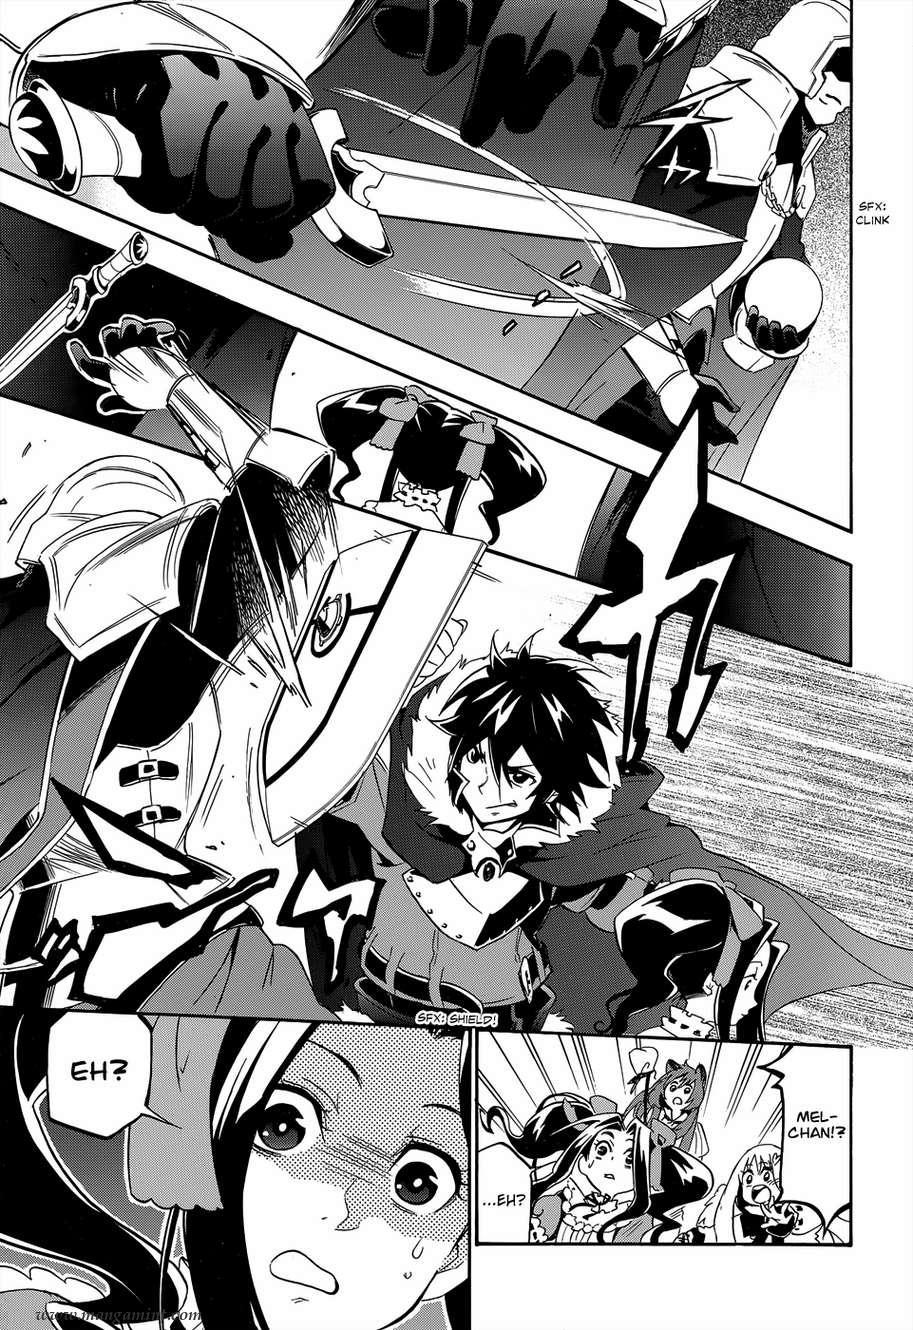 SFX:
CLINK
SFX: SHIELD!
MEL-
CHAN!?
...EH?
EH?
www.mangamint.com